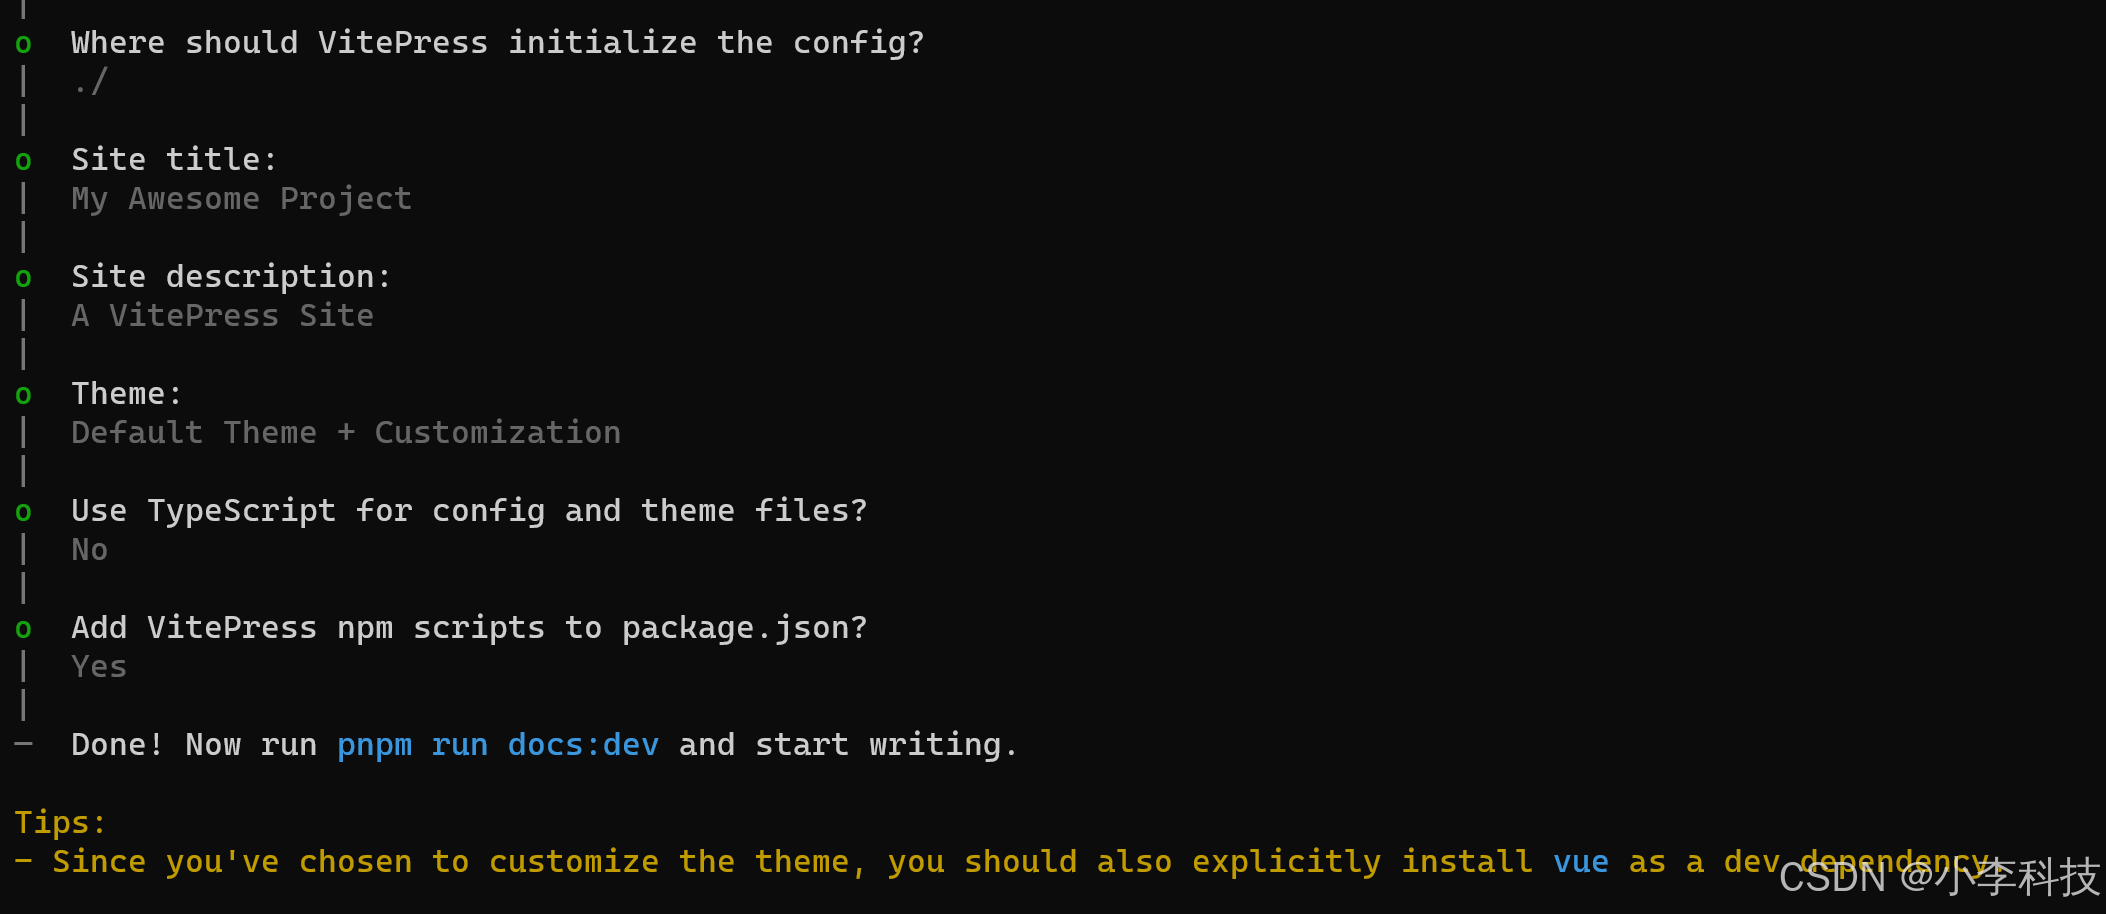 o Where should VitePress initialize the config?
| ./
|
o Site title:
| My Awesome Project
|
o Site description:
| A VitePress Site
|
o Theme:
| Default Theme + Customization
|
o Use TypeScript for config and theme files?
| No
|
o Add VitePress npm scripts to package.json?
| Yes
|
— Done! Now run pnpm run docs:dev and start writing.
Tips:
- Since you've chosen to customize the theme, you should also explicitly install vue as a dev dependency.
CSDN @小李科技